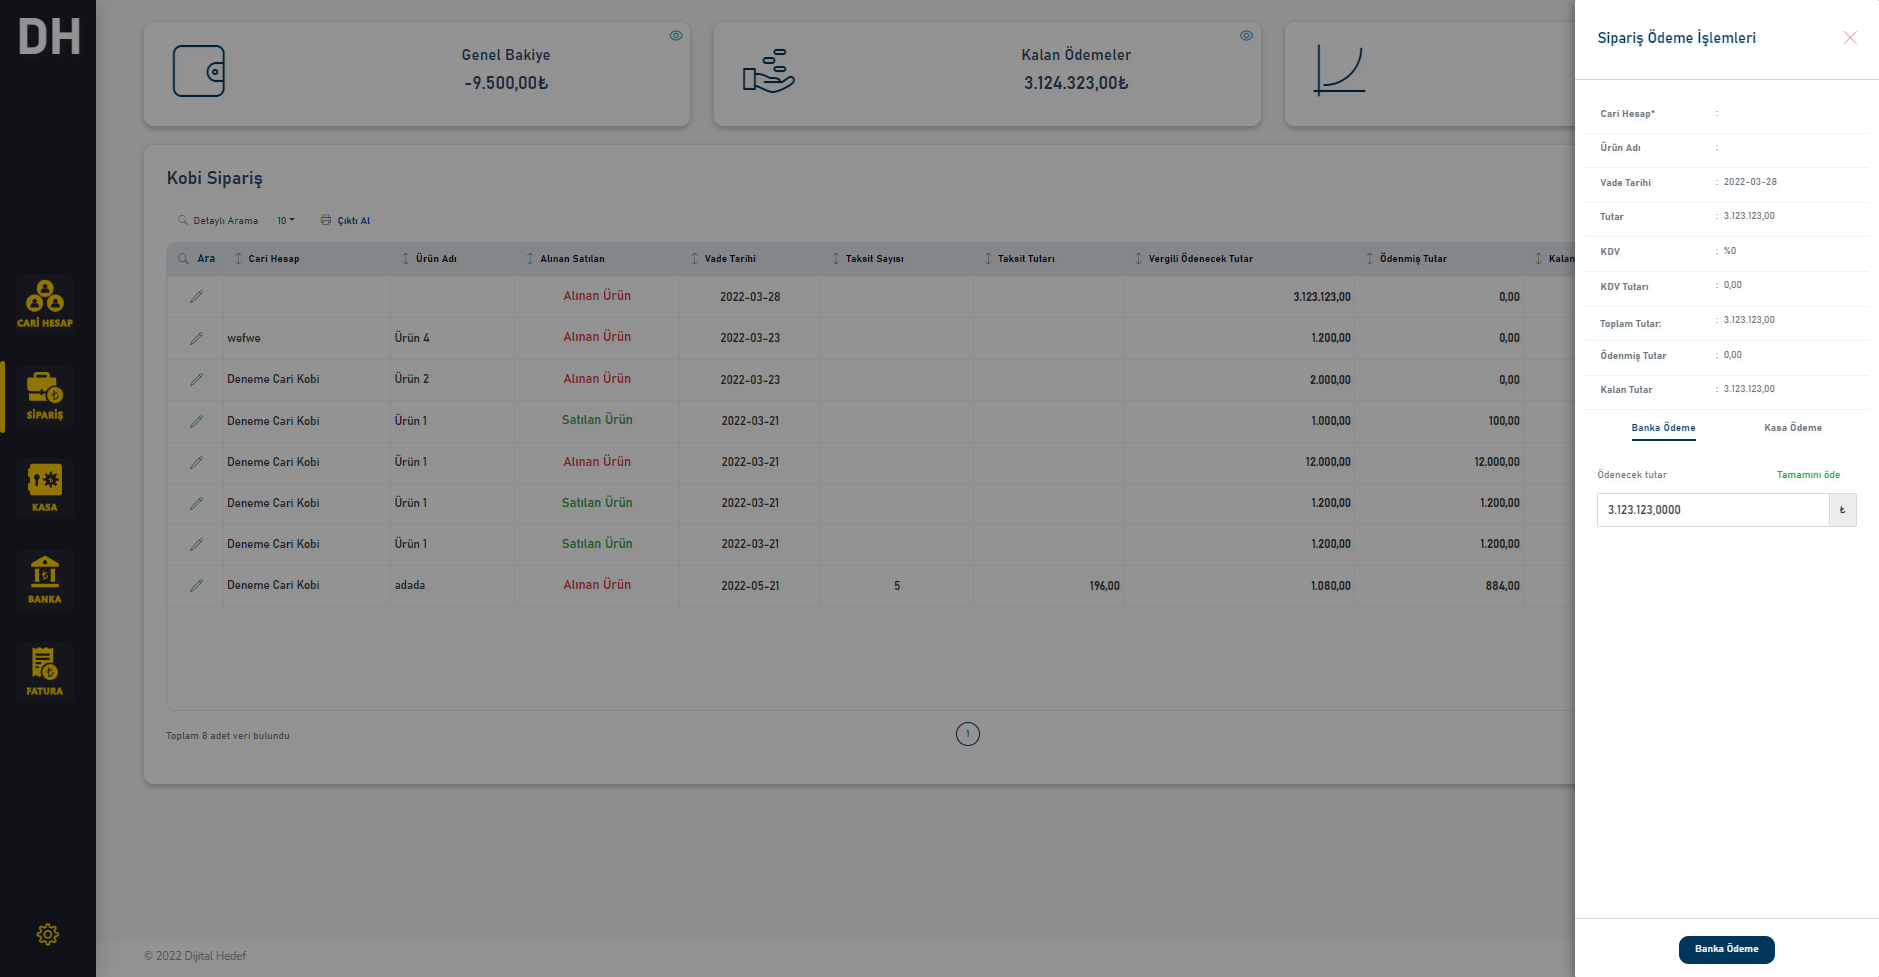 DH
CARİ HESAP
SİPARİŞ
KASA
BANKA
FATURA
Genel Bakiye
-9.500,00₺
Kalan Ödemeler
3.124.323,00₺
Kobi Sipariş
Detaylı Arama 10 Çıktı Al
Ara Cari Hesap Ürün Adı Alınan Satılan Vade Tarihi Taksit Sayısı Taksit Tutarı Vergili Ödenecek Tutar Ödenmiş Tutar Kalan
Alınan Ürün 2022-03-28 3.123.123,00 0,00
wefwe Ürün 4 Alınan Ürün 2022-03-23 1.200,00 0,00
Deneme Cari Kobi Ürün 2 Alınan Ürün 2022-03-23 2.000,00 0,00
Deneme Cari Kobi Ürün 1 Satılan Ürün 2022-03-21 1.000,00 100,00
Deneme Cari Kobi Ürün 1 Alınan Ürün 2022-03-21 12.000,00 12.000,00
Deneme Cari Kobi Ürün 1 Satılan Ürün 2022-03-21 1.200,00 1.200,00
Deneme Cari Kobi Ürün 1 Satılan Ürün 2022-03-21 1.200,00 1.200,00
Deneme Cari Kobi adada Alınan Ürün 2022-05-21 5 196,00 1.080,00 884,00
Toplam 8 adet veri bulundu
1
© 2022 Dijital Hedef
Sipariş Ödeme İşlemleri
Cari Hesap* :
Ürün Adı :
Vade Tarihi : 2022-03-28
Tutar : 3.123.123,00
KDV : %0
KDV Tutarı : 0,00
Toplam Tutar: : 3.123.123,00
Ödenmiş Tutar : 0,00
Kalan Tutar : 3.123.123,00
Banka Ödeme Kasa Ödeme
Ödenecek tutar Tamamını öde
3.123.123,0000 ₺
Banka Ödeme